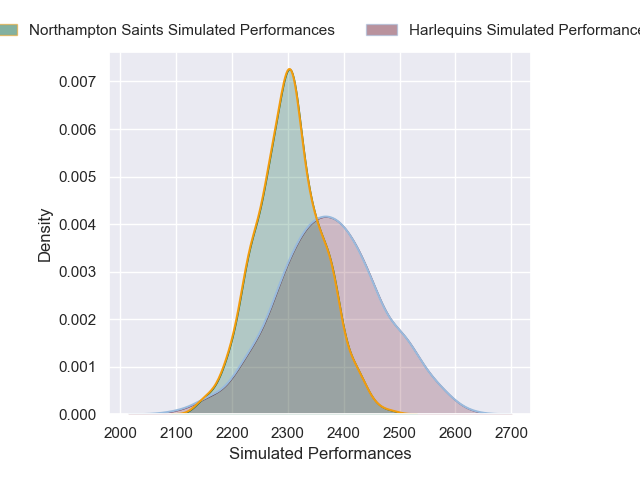 Northampton Saints Simulated Performances
Harlequins Simulated Performance
0.007
0.006
0.005
0.004
0.003
0.002
0.001
0.000
Density
2000 2100 2200 2300 2400 2500 2600 2700
Simulated Performances